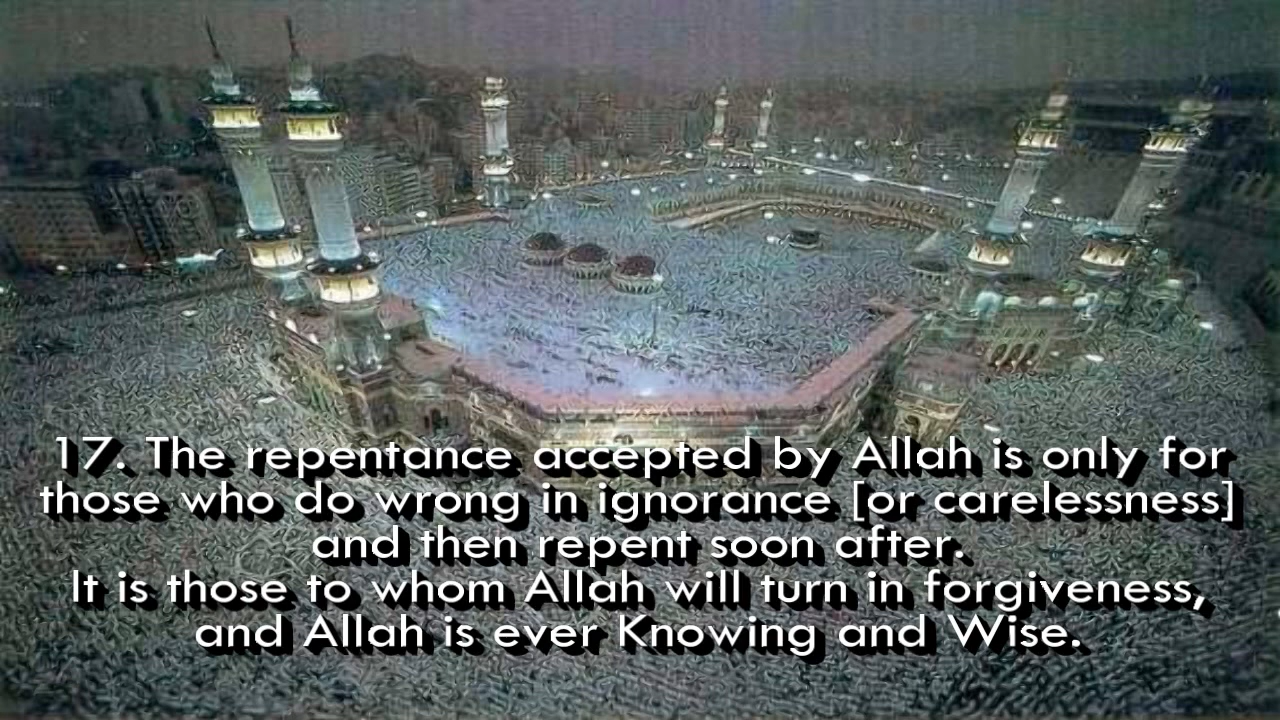 17. The repentance accepted by Allah is only for
those who do wrong in ignorance [or carelessness]
and then repent soon after.
It is those to whom Allah will turn in forgiveness,
and Allah is ever Knowing and Wise.